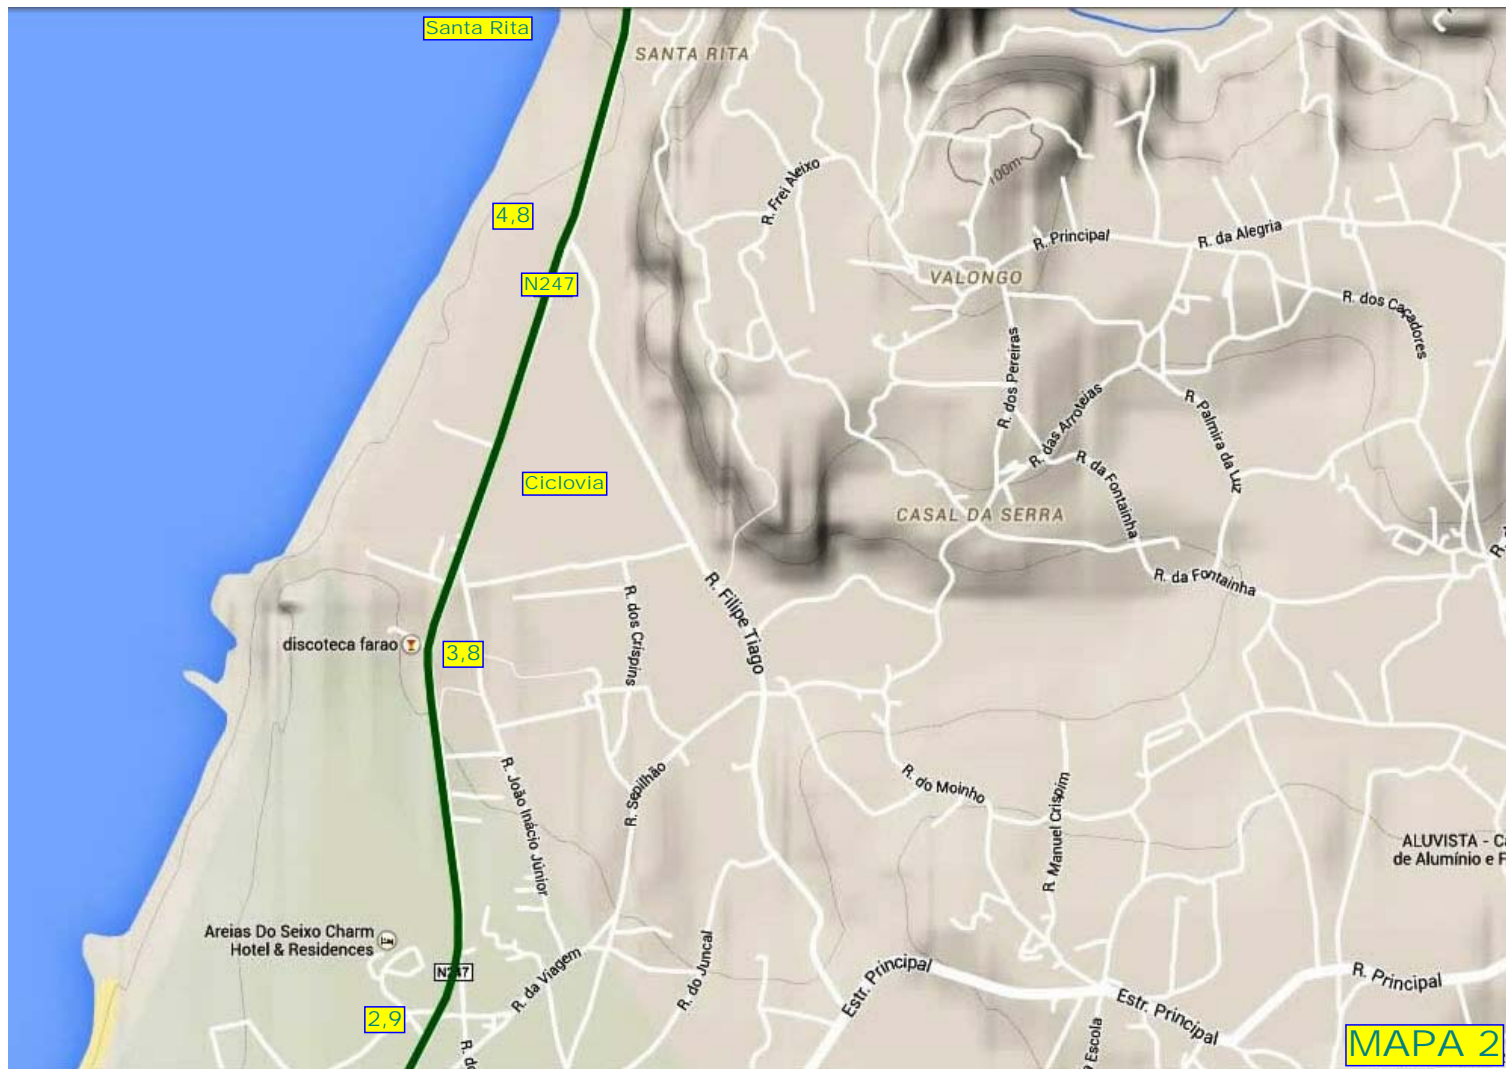 Santa Rita
SANTA RITA
100m
R. Frei Aleixo
4,8
R. Principal
R. da Alegria
VALONGO
N247
R. dos Caçadores
R. dos Pereiras
R. das Arroteias
R. Palmira da Luz
R. da Fontainha
Ciclovia
CASAL DA SERRA
R. da Fontainha
R. Filipe Tiago
R. dos Crispins
discoteca farao
3,8
R. João Inácio Júnior
R. Sepilhão
R. do Moinho
R. Manuel Crispim
ALUVISTA - Ca
de Alumínio e F
Areias Do Seixo Charm
Hotel & Residences
N247
R. da Viagem
R. do Juncal
Estr. Principal
R. Principal
Estr. Principal
2,9
R. do
a Escola
MAPA 2